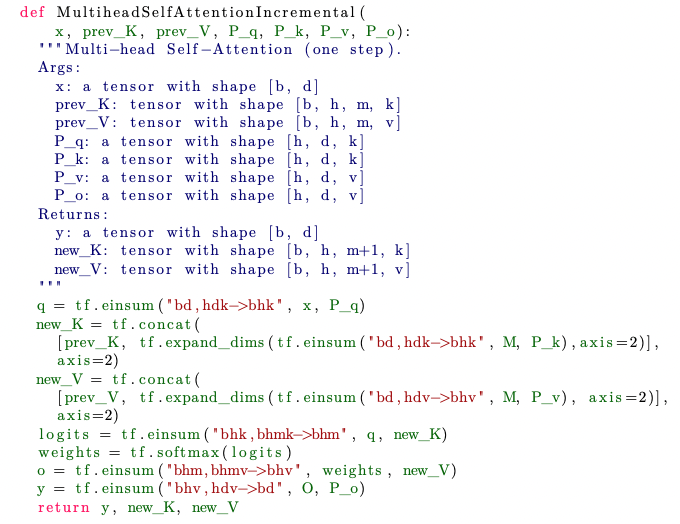 def MultiheadSelfAttentionIncremental(
x, prev_K, prev_V, P_q, P_k, P_v, P_o):
"""Multi-head Self-Attention (one step).
Args:
x: a tensor with shape [b, d]
prev_K: tensor with shape [b, h, m, k]
prev_V: tensor with shape [b, h, m, v]
P_q: a tensor with shape [h, d, k]
P_k: a tensor with shape [h, d, k]
P_v: a tensor with shape [h, d, v]
P_o: a tensor with shape [h, d, v]
Returns:
y: a tensor with shape [b, d]
new_K: tensor with shape [b, h, m+1, k]
new_V: tensor with shape [b, h, m+1, v]
"""
q = tf.einsum("bd,hdk->bhk", x, P_q)
new_K = tf.concat(
[prev_K, tf.expand_dims(tf.einsum("bd,hdk->bhk", M, P_k),axis=2)],
axis=2)
new_V = tf.concat(
[prev_V, tf.expand_dims(tf.einsum("bd,hdv->bhv", M, P_v), axis=2)],
axis=2)
logits = tf.einsum("bhk,bhmk->bhm", q, new_K)
weights = tf.softmax(logits)
o = tf.einsum("bhm,bhmv->bhv", weights, new_V)
y = tf.einsum("bhv,hdv->bd", O, P_o)
return y, new_K, new_V